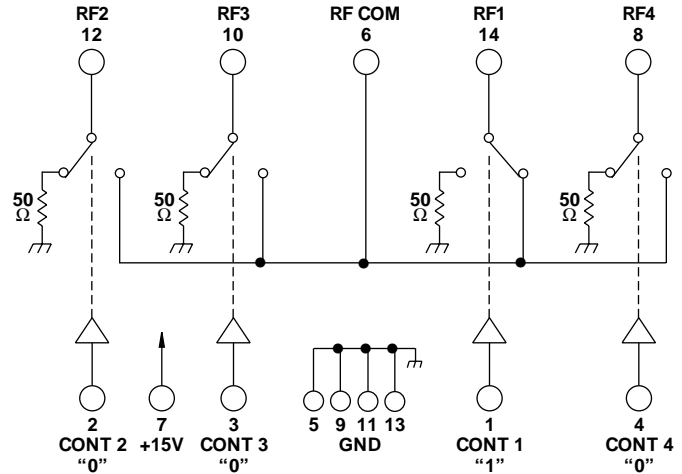 RF2 RF3 RF COM RF1 RF4
12 10 6 14 8
50 50 50 50
Ω Ω Ω Ω
2 7 3 5 9 11 13 1 4
CONT 2 +15V CONT 3 GND CONT 1 CONT 4
“0” “0” “1” “0”